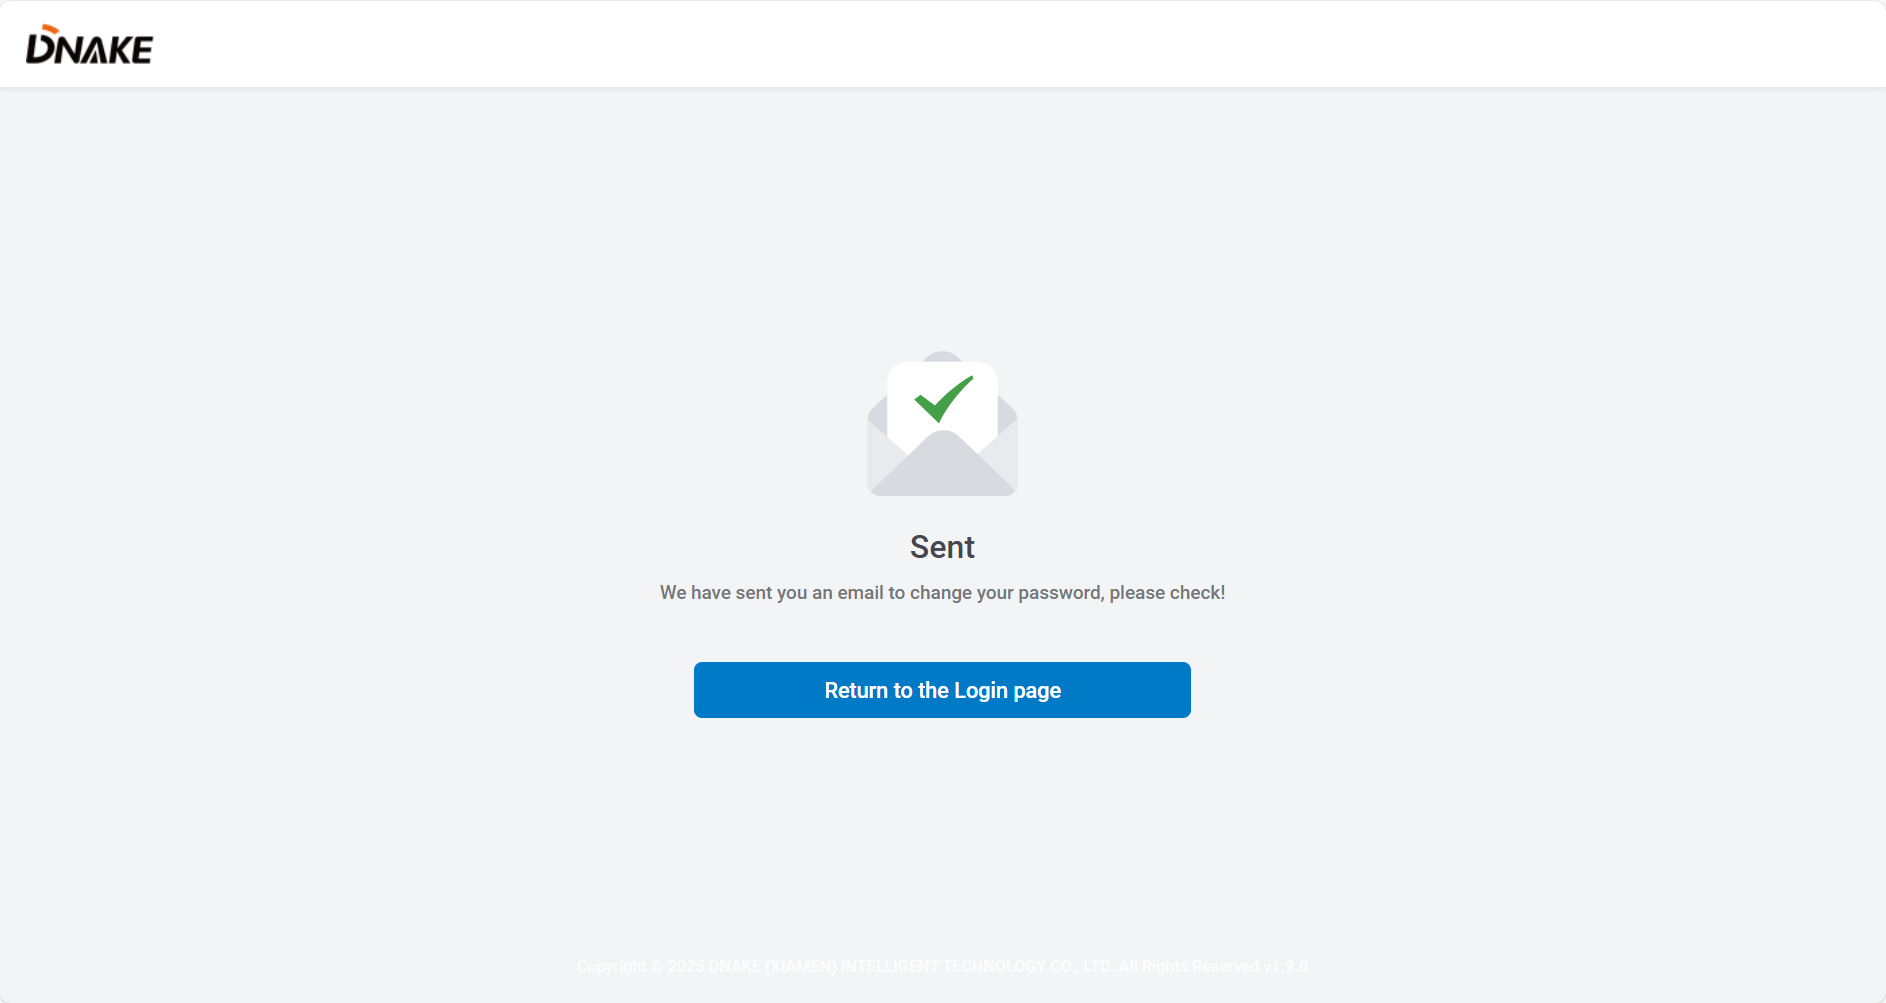 DNAKE
Sent
We have sent you an email to change your password, please check!
Return to the Login page
Copyright © 2025 DNAKE (XIAMEN) INTELLIGENT TECHNOLOGY CO., LTD. All Rights Reserved v1.9.0